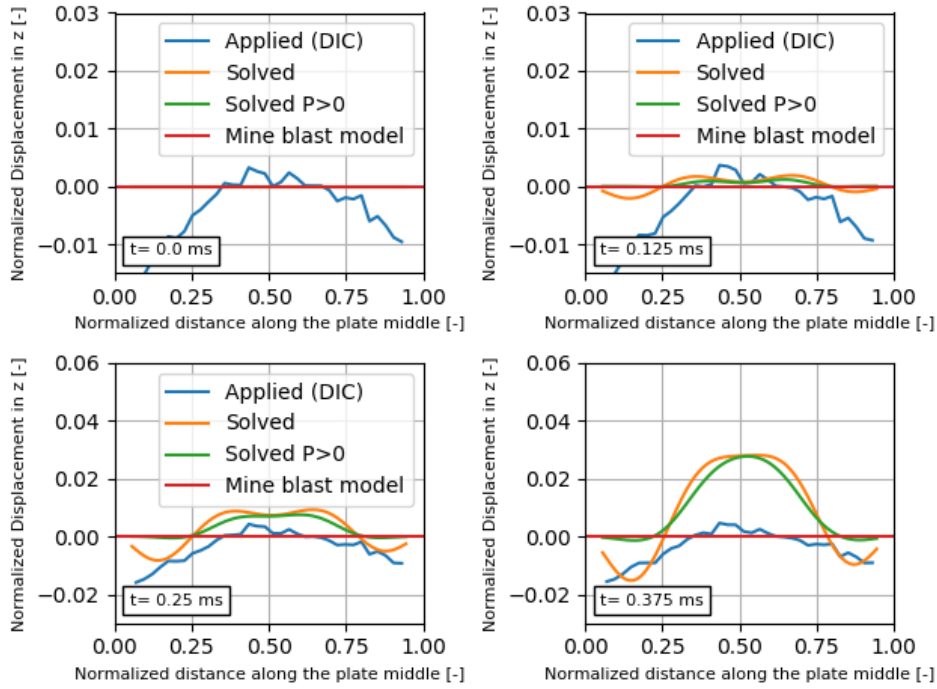 Normalized Displacement in z [-]
0.03
0.02
0.01
0.00
−0.01
Applied (DIC)
Solved
Solved P>0
Mine blast model
t= 0.0 ms
0.00 0.25 0.50 0.75 1.00
Normalized distance along the plate middle [-]
Normalized Displacement in z [-]
0.03
0.02
0.01
0.00
−0.01
Applied (DIC)
Solved
Solved P>0
Mine blast model
t= 0.125 ms
0.00 0.25 0.50 0.75 1.00
Normalized distance along the plate middle [-]
Normalized Displacement in z [-]
0.06
0.04
0.02
0.00
−0.02
Applied (DIC)
Solved
Solved P>0
Mine blast model
t= 0.25 ms
0.00 0.25 0.50 0.75 1.00
Normalized distance along the plate middle [-]
Normalized Displacement in z [-]
0.06
0.04
0.02
0.00
−0.02
t= 0.375 ms
0.00 0.25 0.50 0.75 1.00
Normalized distance along the plate middle [-]